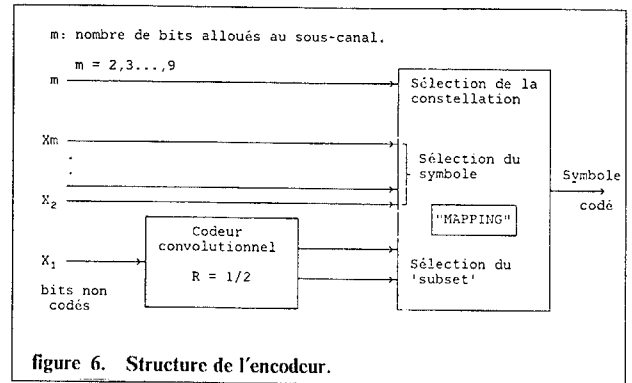 m: nombre de bits alloués au sous-canal.
m = 2,3...,9
m
Sélection de la
constellation
Xm
.
.
Sélection du
symbole
X2
Symbole
codé
"MAPPING"
Codeur
convolutionnel
R = 1/2
X1
bits non
codés
Sélection du
'subset'
figure 6. Structure de l'encodeur.